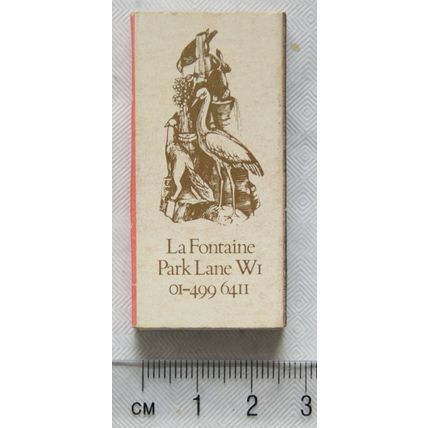 La Fontaine
Park Lane W1
01-499 6411
CM 1 2 3